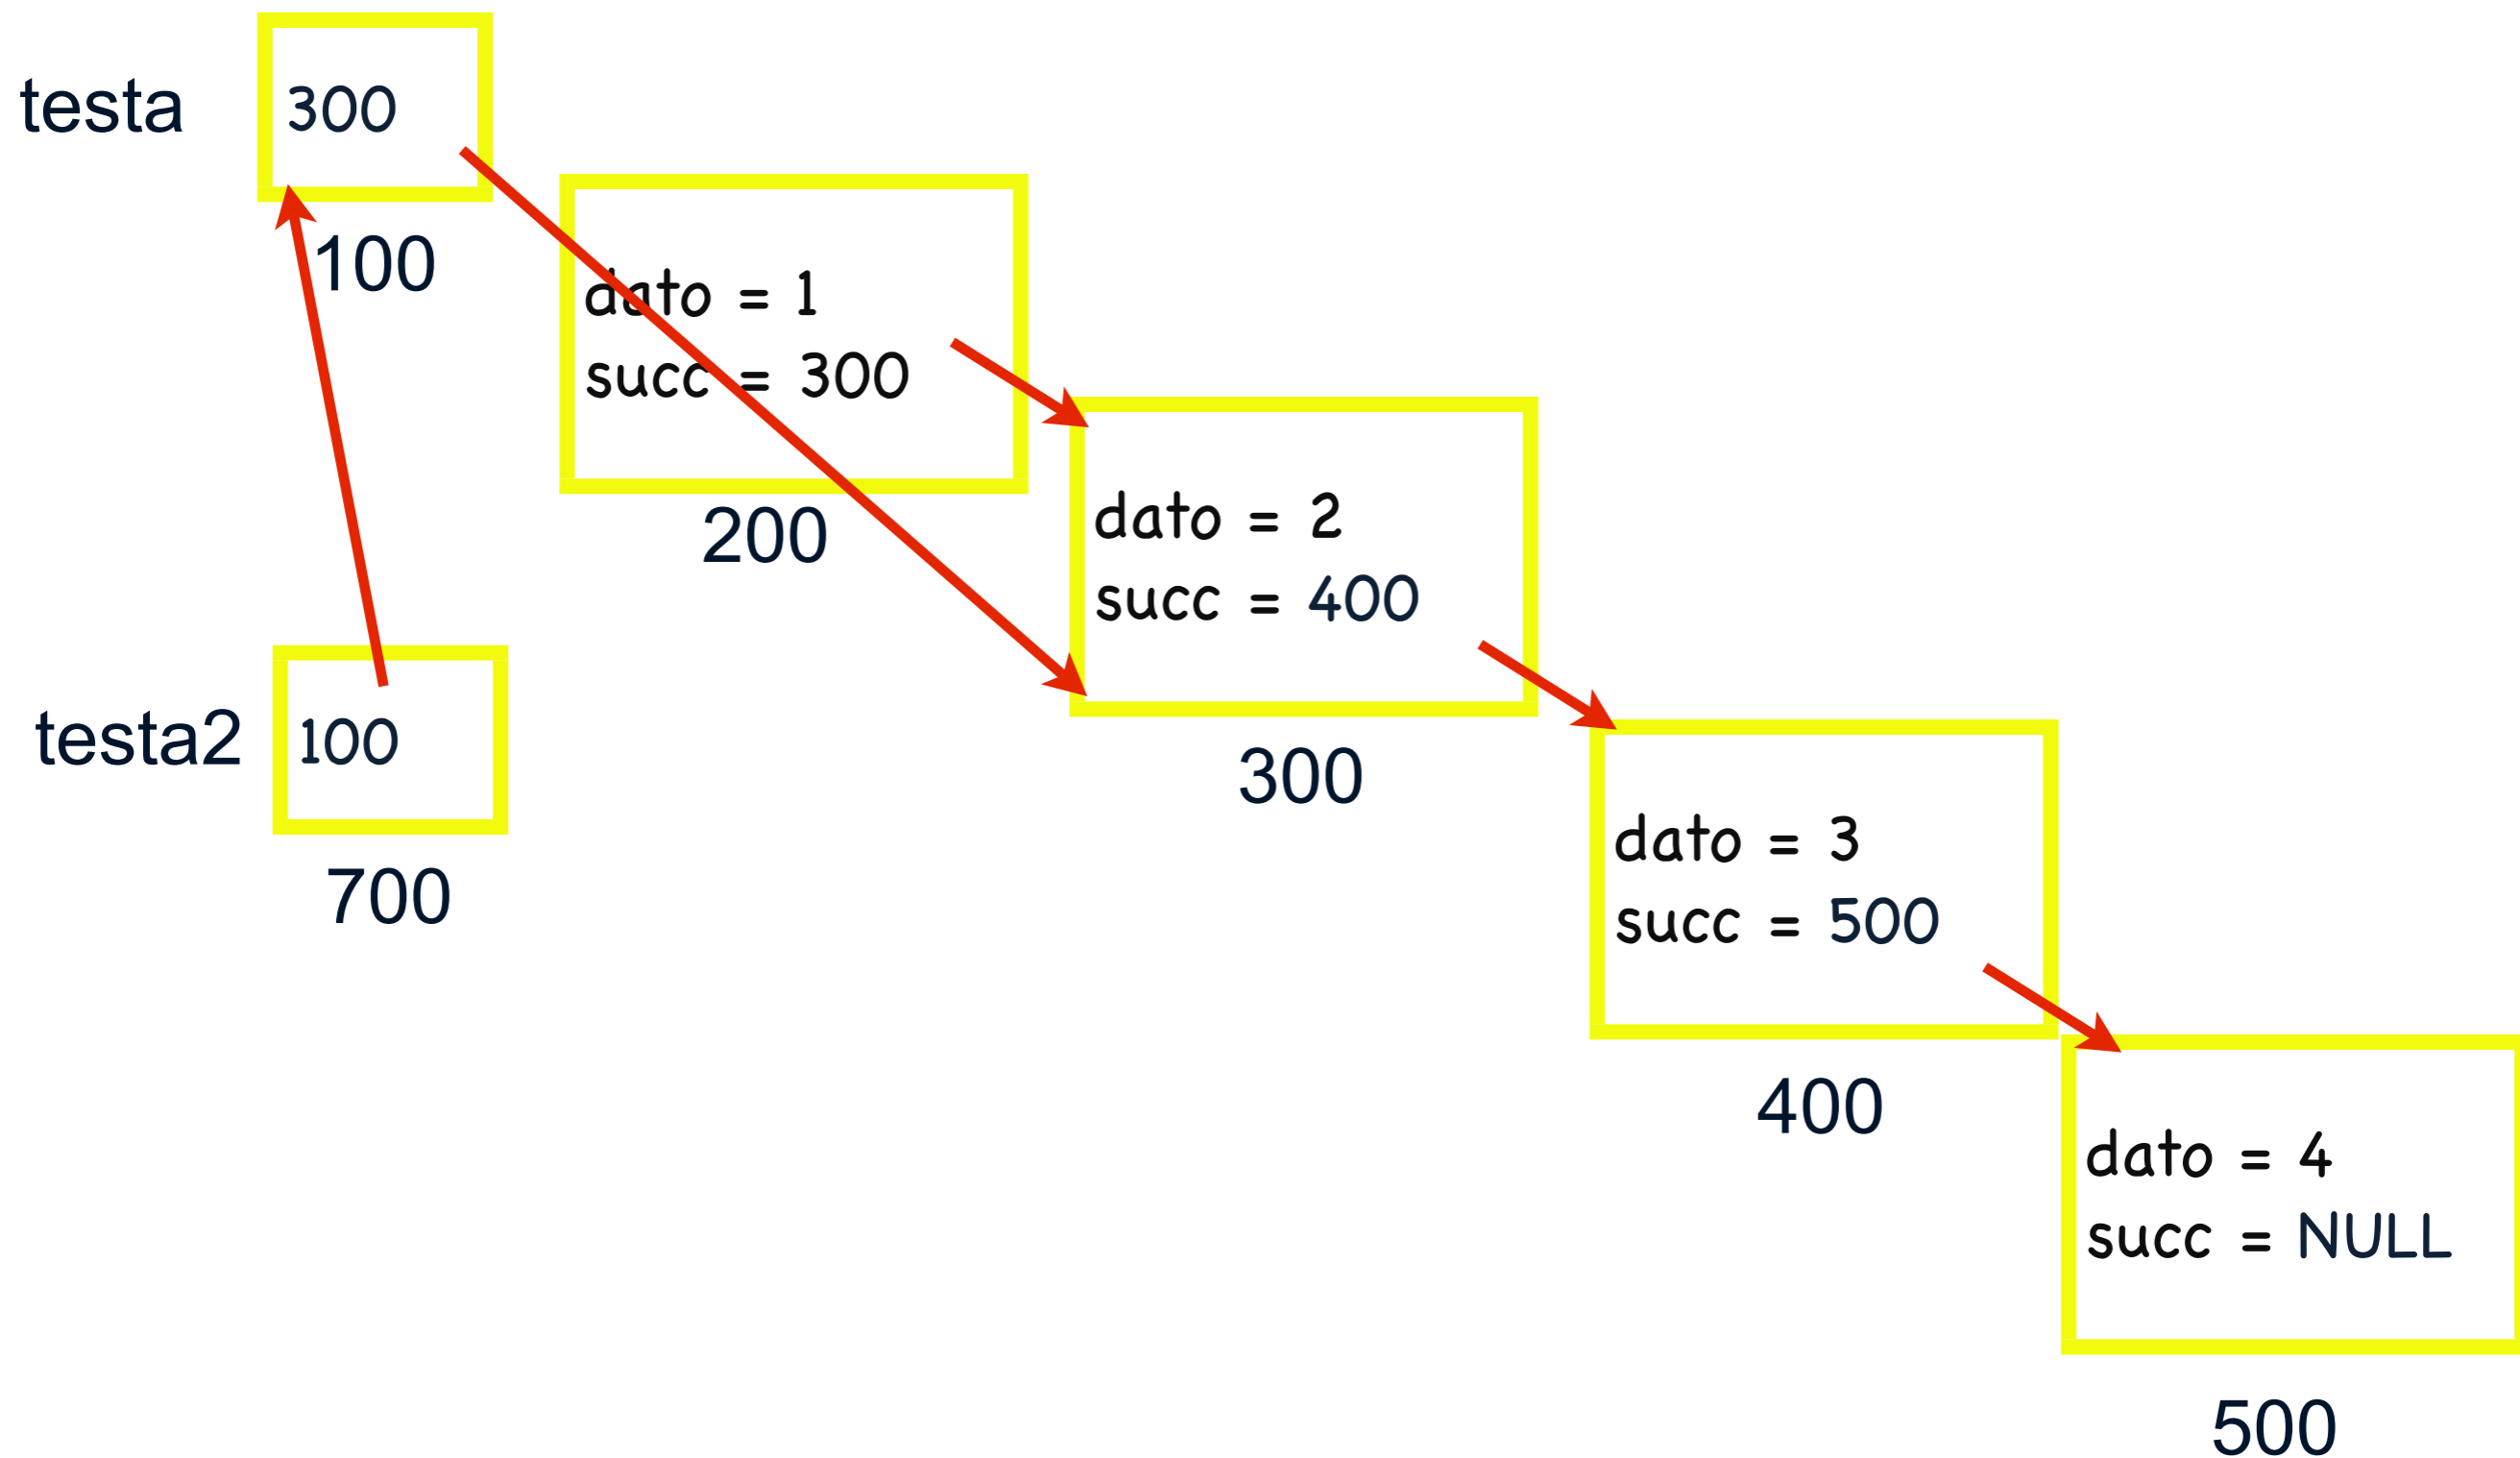 testa
300
100
dato = 1
succ = 300
200
dato = 2
succ = 400
300
testa2
100
700
dato = 3
succ = 500
400
dato = 4
succ = NULL
500